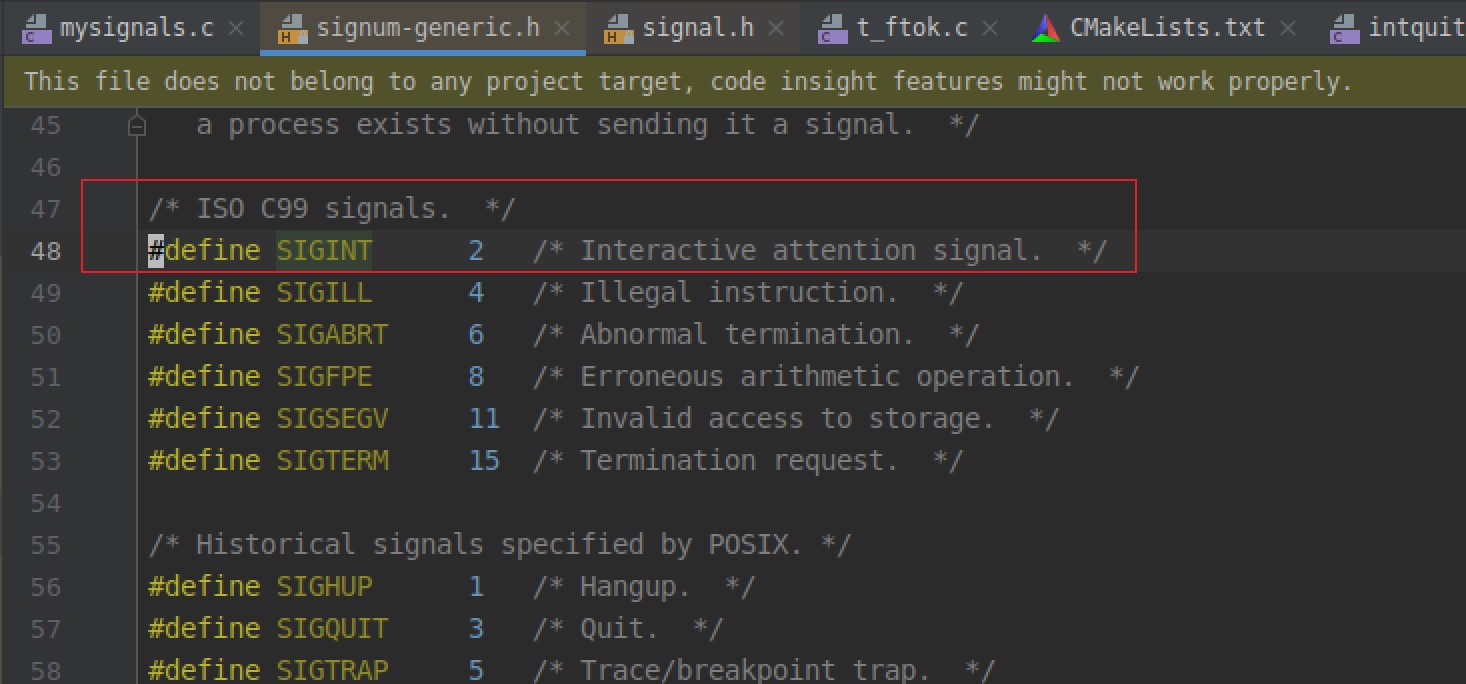 mysignals.c signum-generic.h signal.h t_ftok.c CMakeLists.txt intquit
This file does not belong to any project target, code insight features might not work properly.
45 a process exists without sending it a signal.  */
46
47 /* ISO C99 signals.  */
48 #define SIGINT 2 /* Interactive attention signal.  */
49 #define SIGILL 4 /* Illegal instruction.  */
50 #define SIGABRT 6 /* Abnormal termination.  */
51 #define SIGFPE 8 /* Erroneous arithmetic operation.  */
52 #define SIGSEGV 11 /* Invalid access to storage.  */
53 #define SIGTERM 15 /* Termination request.  */
54
55 /* Historical signals specified by POSIX. */
56 #define SIGHUP 1 /* Hangup.  */
57 #define SIGQUIT 3 /* Quit.  */
58 #define SIGTRAP 5 /* Trace/breakpoint trap.  */